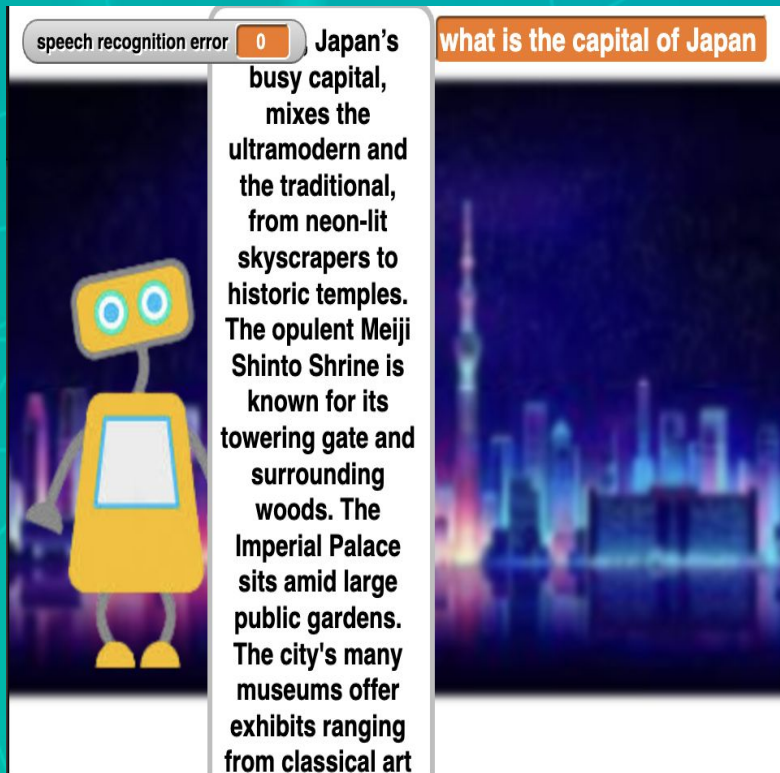 speech recognition error 0
, Japan’s
busy capital,
mixes the
ultramodern and
the traditional,
from neon-lit
skyscrapers to
historic temples.
The opulent Meiji
Shinto Shrine is
known for its
towering gate and
surrounding
woods. The
Imperial Palace
sits amid large
public gardens.
The city's many
museums offer
exhibits ranging
from classical art
what is the capital of Japan